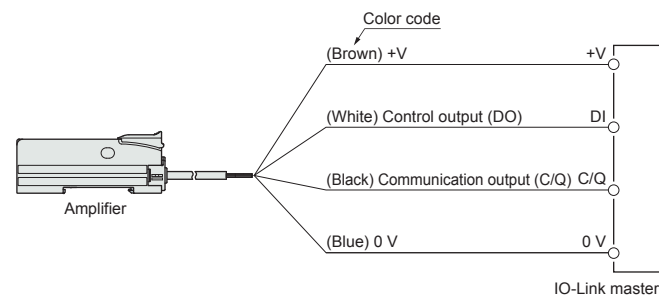 Color code
(Brown) +V +V
(White) Control output (DO) DI
(Black) Communication output (C/Q) C/Q
Amplifier
(Blue) 0 V 0 V
IO-Link master